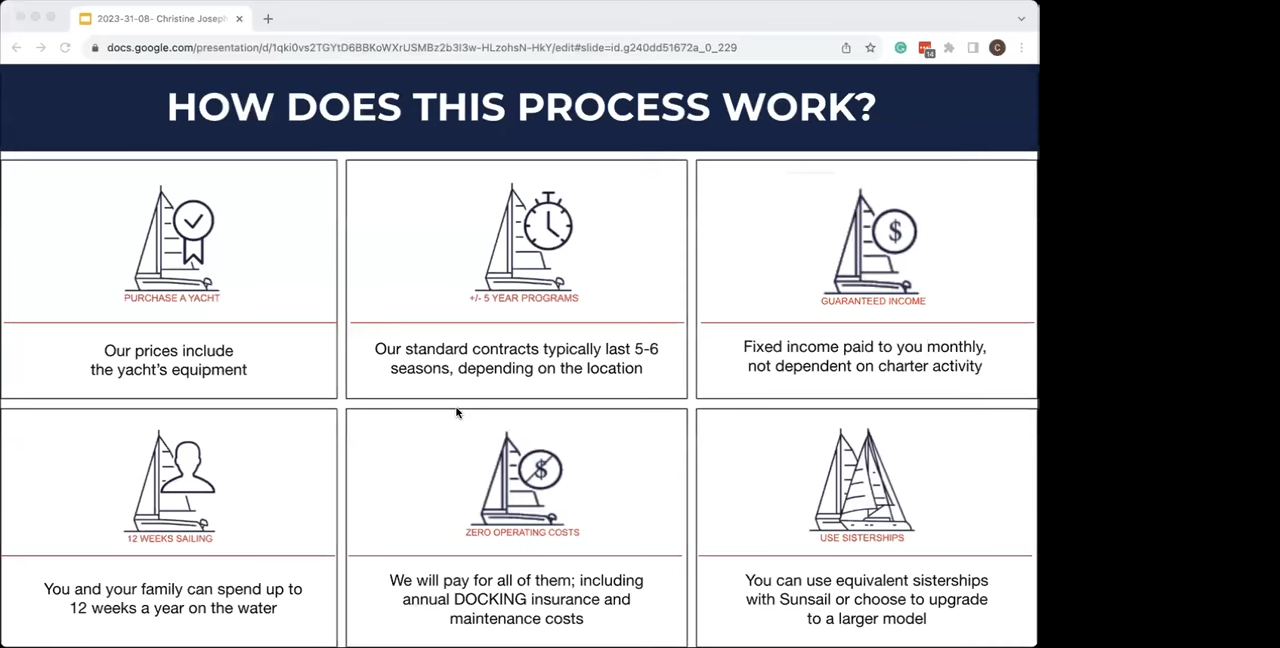 2023-31-08- Christine Joseph
docs.google.com/presentation/d/1qki0vs2TGYtD6BBKoWXrUSMBz2b3I3w-HLzohsN-HkY/edit#slide=id.g240dd51672a_0_229
14
C
HOW DOES THIS PROCESS WORK?
PURCHASE A YACHT
Our prices include
the yacht's equipment
+/- 5 YEAR PROGRAMS
Our standard contracts typically last 5-6
seasons, depending on the location
$
GUARANTEED INCOME
Fixed income paid to you monthly,
not dependent on charter activity
12 WEEKS SAILING
You and your family can spend up to
12 weeks a year on the water
$
ZERO OPERATING COSTS
We will pay for all of them; including
annual DOCKING insurance and
maintenance costs
USE SISTERSHIPS
You can use equivalent sisterships
with Sunsail or choose to upgrade
to a larger model